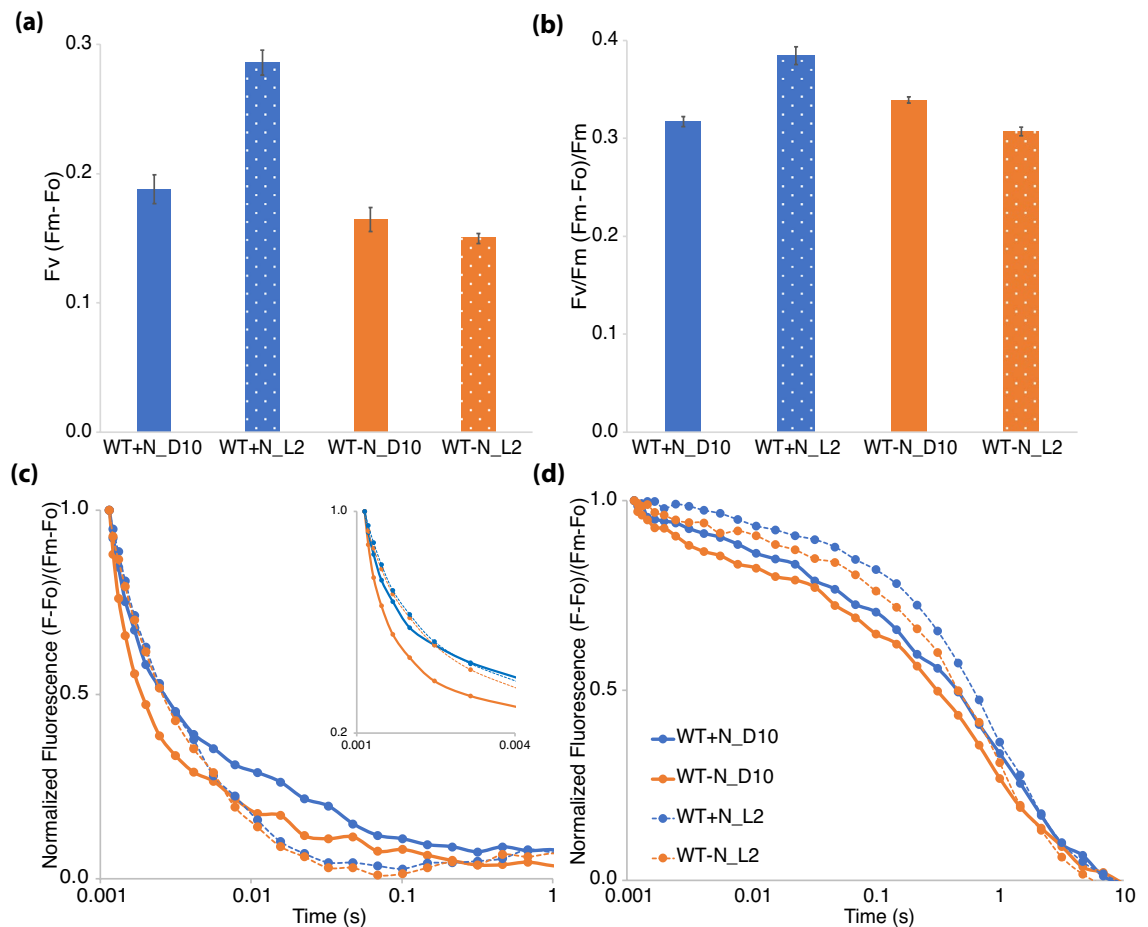 (a)
0.3
0.2
0.1
0.0
Fv (Fm- Fo)
WT+N_D10 WT+N_L2 WT-N_D10 WT-N_L2
(b)
0.4
0.3
0.2
0.1
0.0
Fv/Fm (Fm- Fo)/Fm
WT+N_D10 WT+N_L2 WT-N_D10 WT-N_L2
(c)
1.0
0.5
0.0
Normalized Fluorescence (F-Fo)/(Fm-Fo)
0.001 0.01 0.1 1
Time (s)
1.0
0.2
0.001 0.004
(d)
1.0
0.5
0.0
Normalized Fluorescence (F-Fo)/(Fm-Fo)
WT+N_D10
WT-N_D10
WT+N_L2
WT-N_L2
0.001 0.01 0.1 1 10
Time (s)